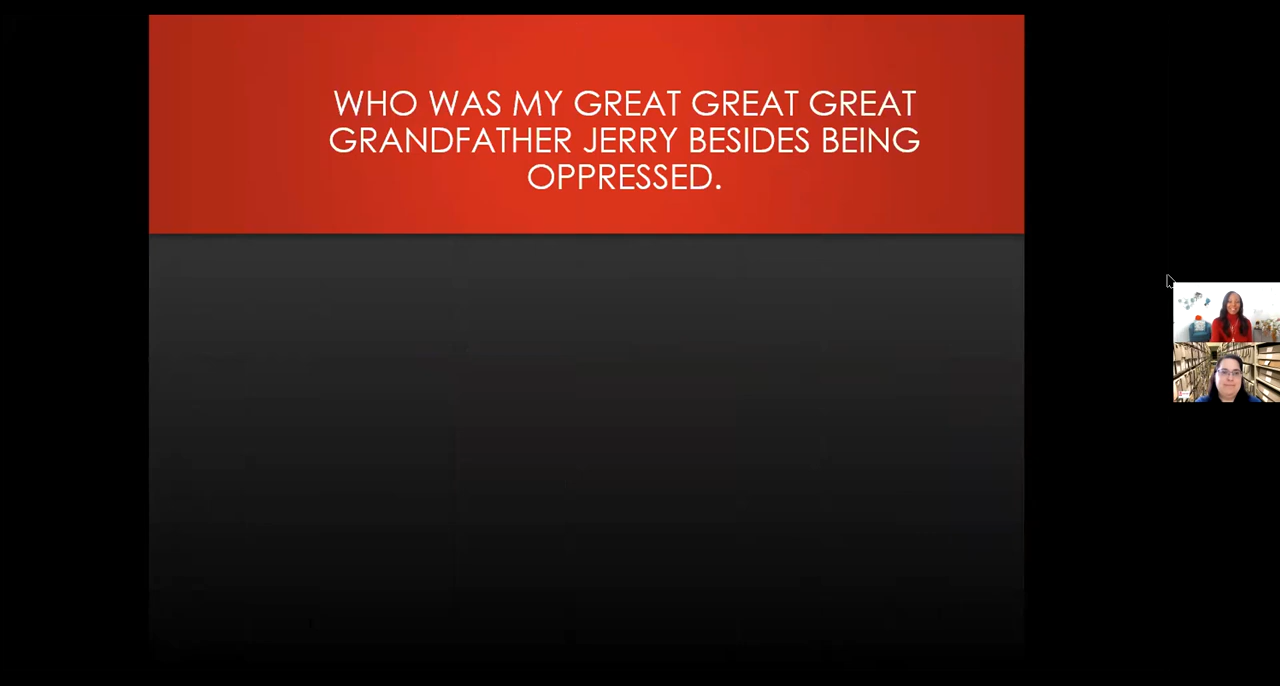 WHO WAS MY GREAT GREAT GREAT
GRANDFATHER JERRY BESIDES BEING
OPPRESSED.